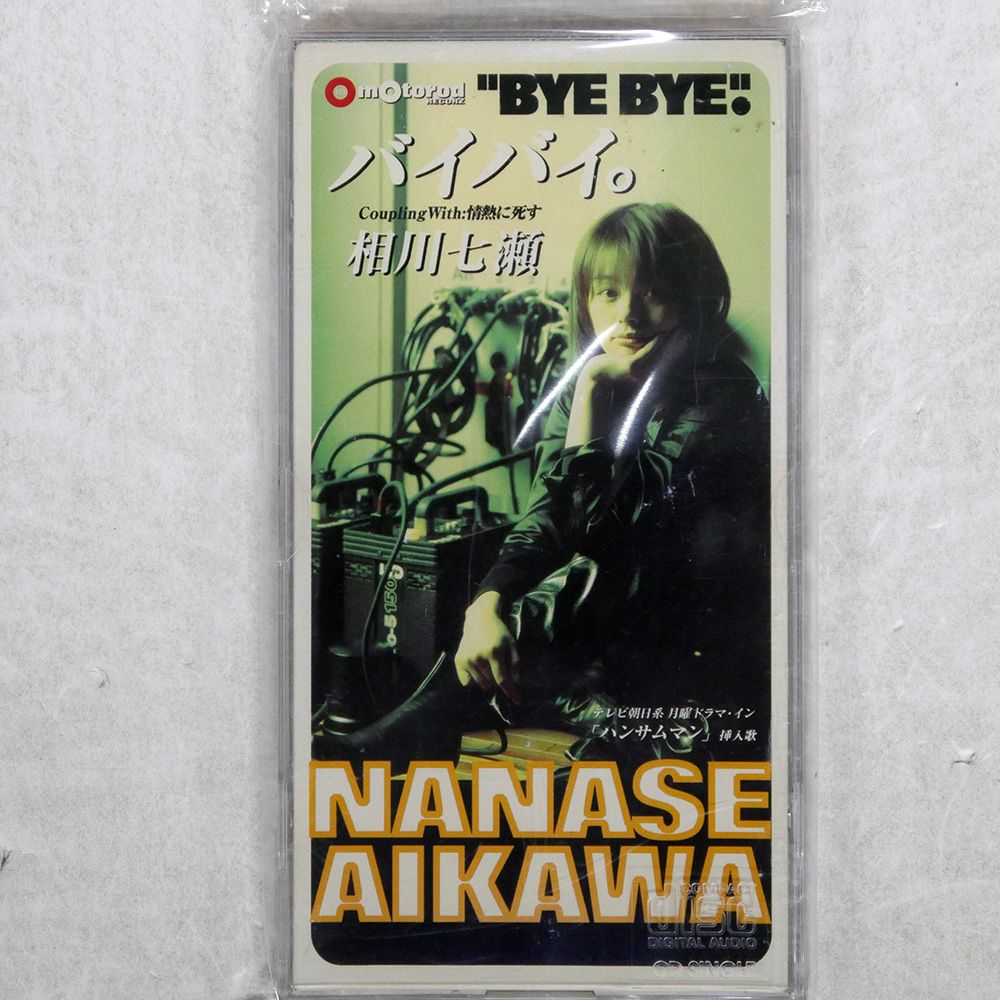 motorod
RECORZ
"BYE BYE".
バイバイ。
Coupling With:情熱に死す
相川七瀬
150
テレビ朝日系 月曜ドラマ・イン
「ハンサムマン」挿入歌
NANASE
AIKAWA
COMPACT
disc
DIGITAL AUDIO
CD SINGLE